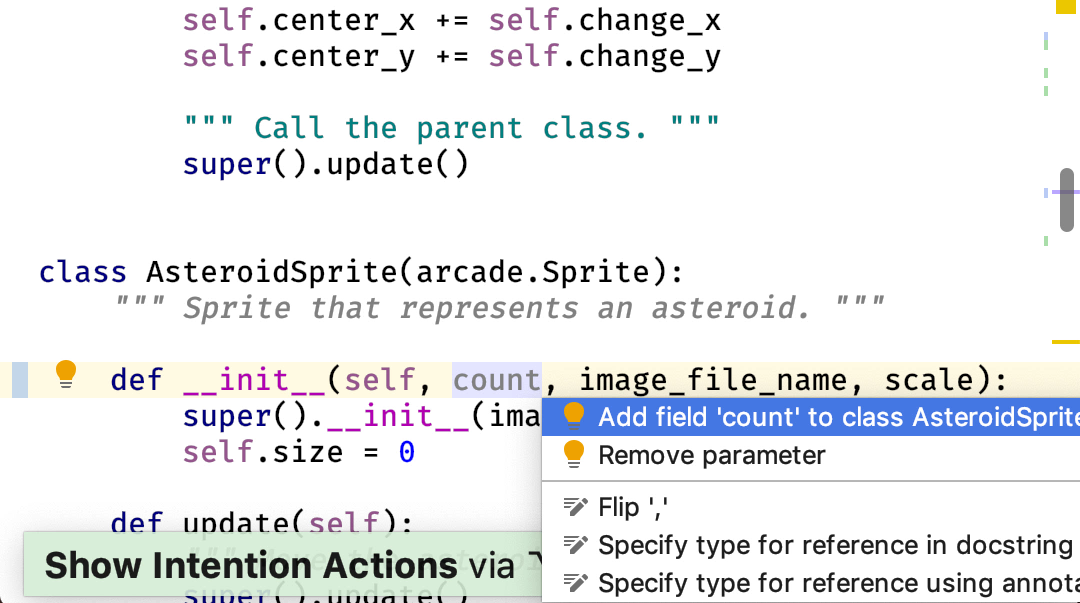 self.center_x += self.change_x
self.center_y += self.change_y
""" Call the parent class. """
super().update()
class AsteroidSprite(arcade.Sprite):
""" Sprite that represents an asteroid. """
def __init__(self, count, image_file_name, scale):
super().__init__(ima
Add field 'count' to class AsteroidSprite
self.size = 0
Remove parameter
Flip ','
def update(self):
Specify type for reference in docstring
Show Intention Actions via
Specify type for reference using annota
super().update()